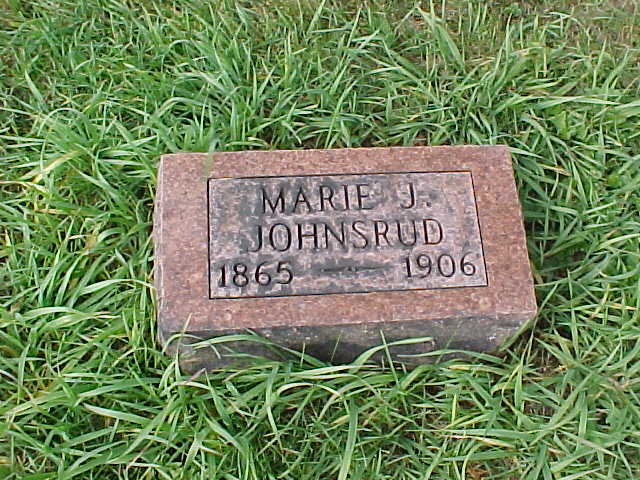 MARIE J.
JOHNSRUD
1865 — 1906